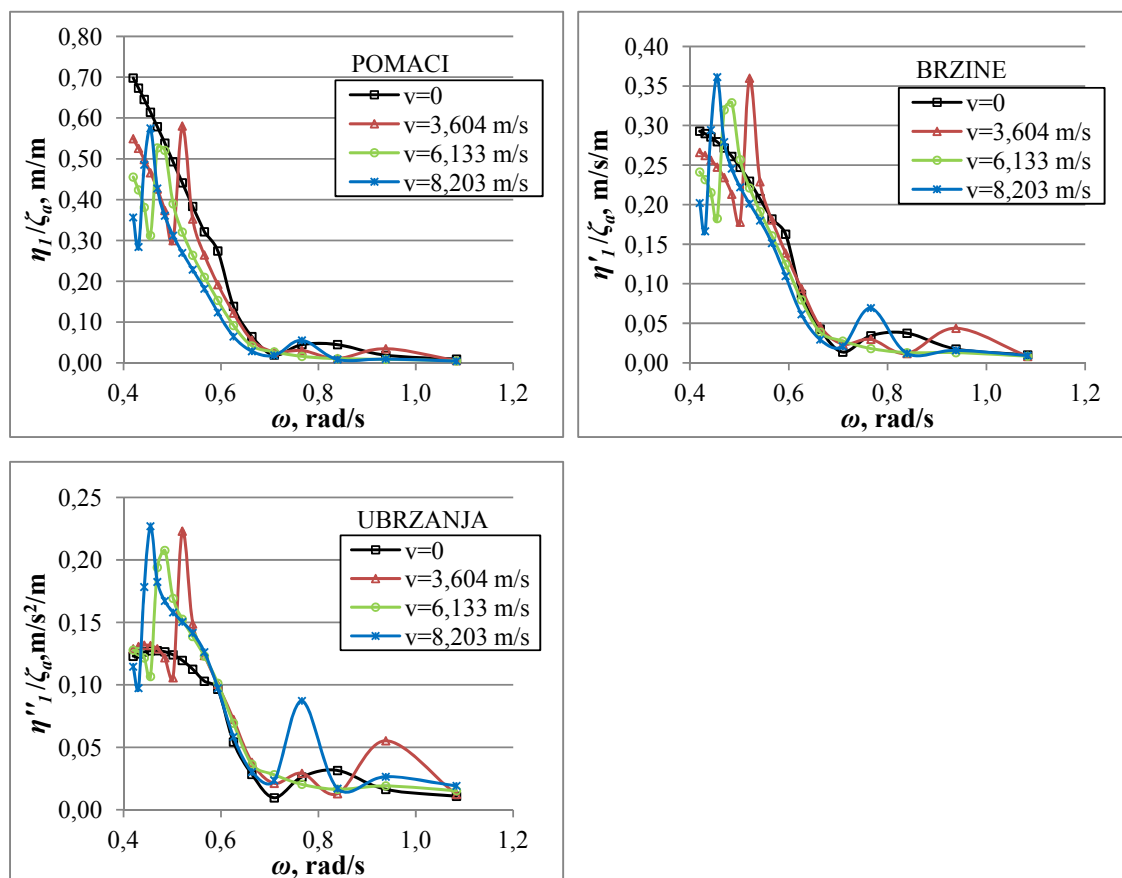 0,80
0,70
0,60
0,50
0,40
0,30
0,20
0,10
0,00
η1/ζa, m/m
POMACI
v=0
v=3,604 m/s
v=6,133 m/s
v=8,203 m/s
0,4 0,6 0,8 1,0 1,2
ω, rad/s
0,40
0,35
0,30
0,25
0,20
0,15
0,10
0,05
0,00
η'1/ζa, m/s/m
BRZINE
v=0
v=3,604 m/s
v=6,133 m/s
v=8,203 m/s
0,4 0,6 0,8 1,0 1,2
ω, rad/s
0,25
0,20
0,15
0,10
0,05
0,00
η''1/ζa,m/s²/m
UBRZANJA
v=0
v=3,604 m/s
v=6,133 m/s
v=8,203 m/s
0,4 0,6 0,8 1,0 1,2
ω, rad/s